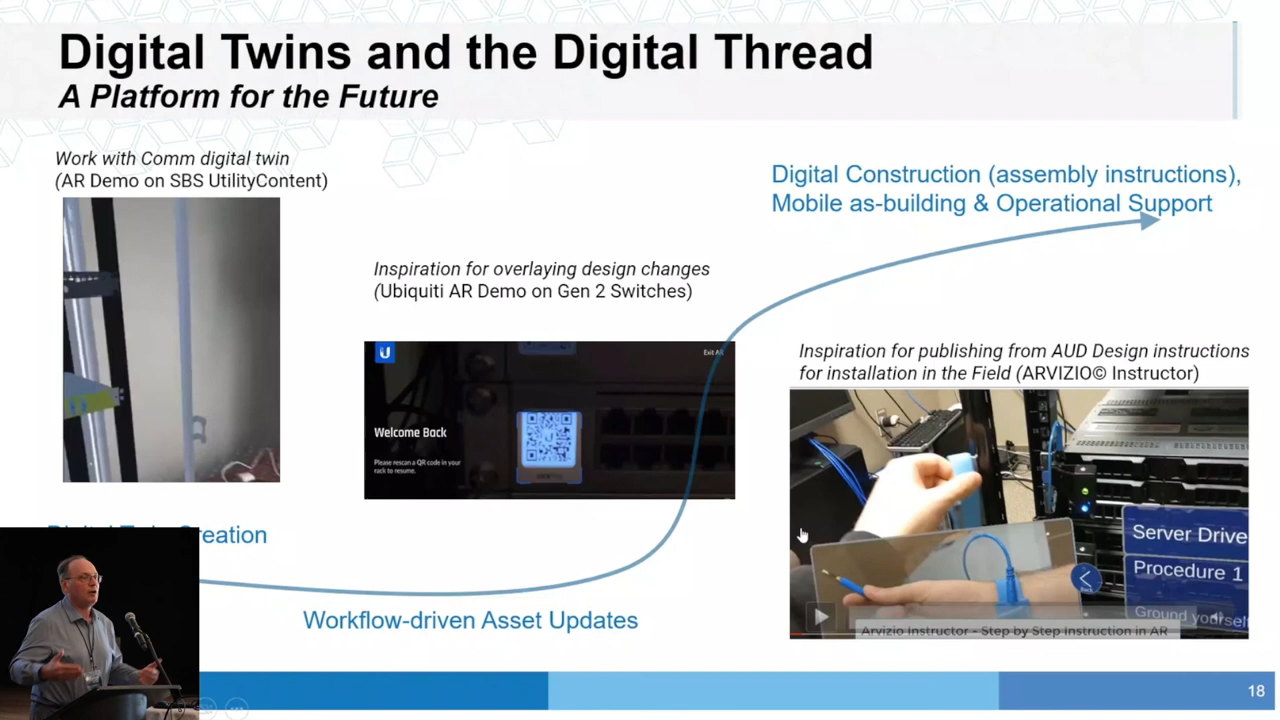 Digital Twins and the Digital Thread
A Platform for the Future
Work with Comm digital twin
(AR Demo on SBS UtilityContent)
Digital Construction (assembly instructions),
Mobile as-building & Operational Support
Inspiration for overlaying design changes
(Ubiquiti AR Demo on Gen 2 Switches)
Exit AR
Welcome Back
Please rescan a QR code in your
rack to resume.
Inspiration for publishing from AUD Design instructions
for installation in the Field (ARVIZIO© Instructor)
Server Drive
Procedure 1
Back
Ground yourself
Arvizio Instructor - Step by Step Instruction in AR
Creation
Workflow-driven Asset Updates
18